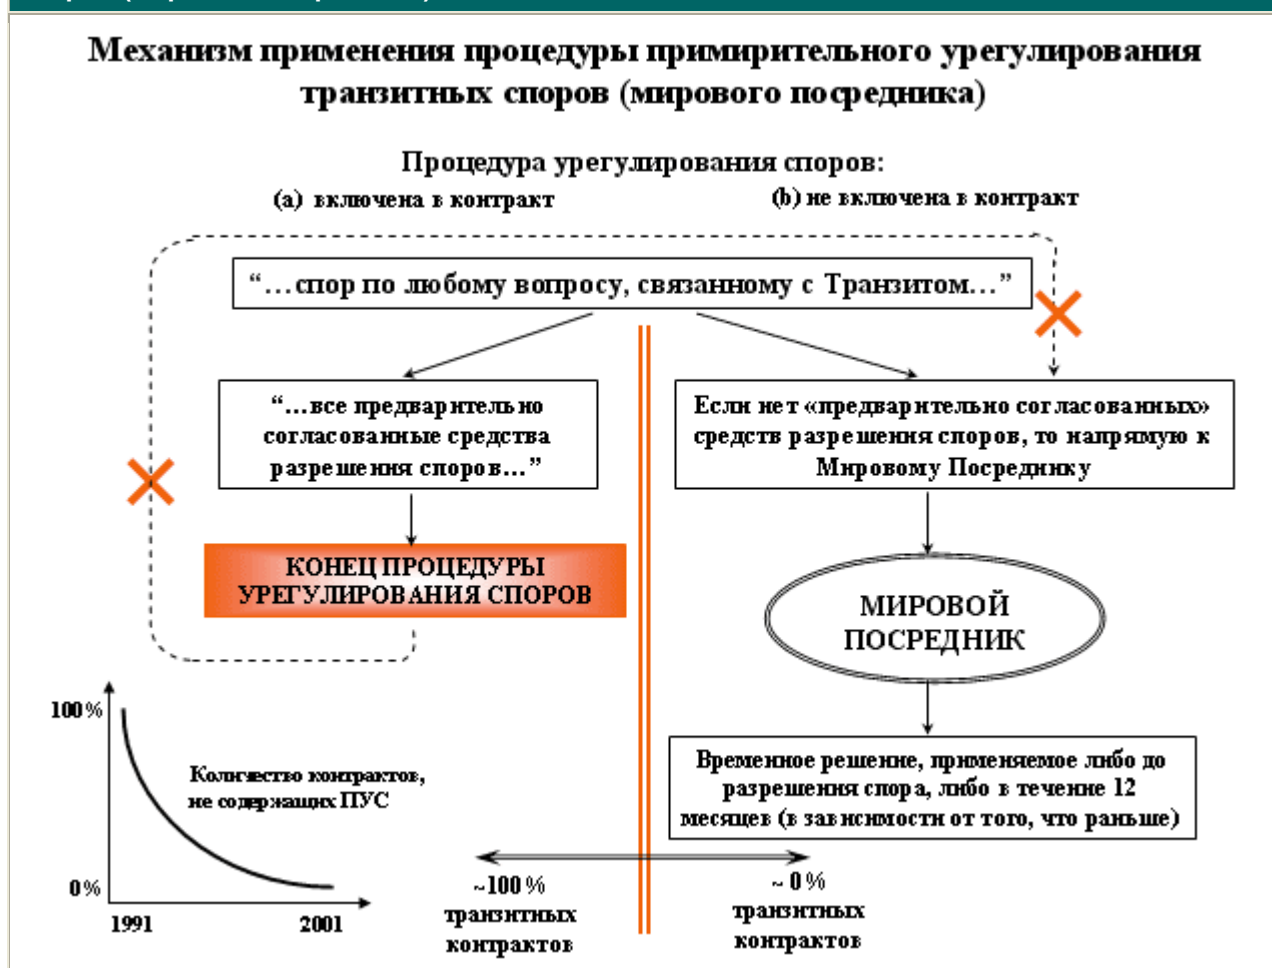 Механизм применения процедуры примирительного урегулирования
транзитных споров (мирового посредника)
Процедура урегулирования споров:
(a) включена в контракт
(b) не включена в контракт
“…спор по любому вопросу, связанному с Транзитом…”
“…все предварительно
согласованные средства
разрешения споров…”
Если нет «предварительно согласованных»
средств разрешения споров, то напрямую к
Мировому Посреднику
КОНЕЦ ПРОЦЕДУРЫ
УРЕГУЛИРОВАНИЯ СПОРОВ
МИРОВОЙ
ПОСРЕДНИК
100%
Количество контрактов,
не содержащих ПУС
0%
1991
2001
Временное решение, применяемое либо до
разрешения спора, либо в течение 12
месяцев (в зависимости от того, что раньше)
~100%
транзитных
контрактов
~ 0%
транзитных
контрактов